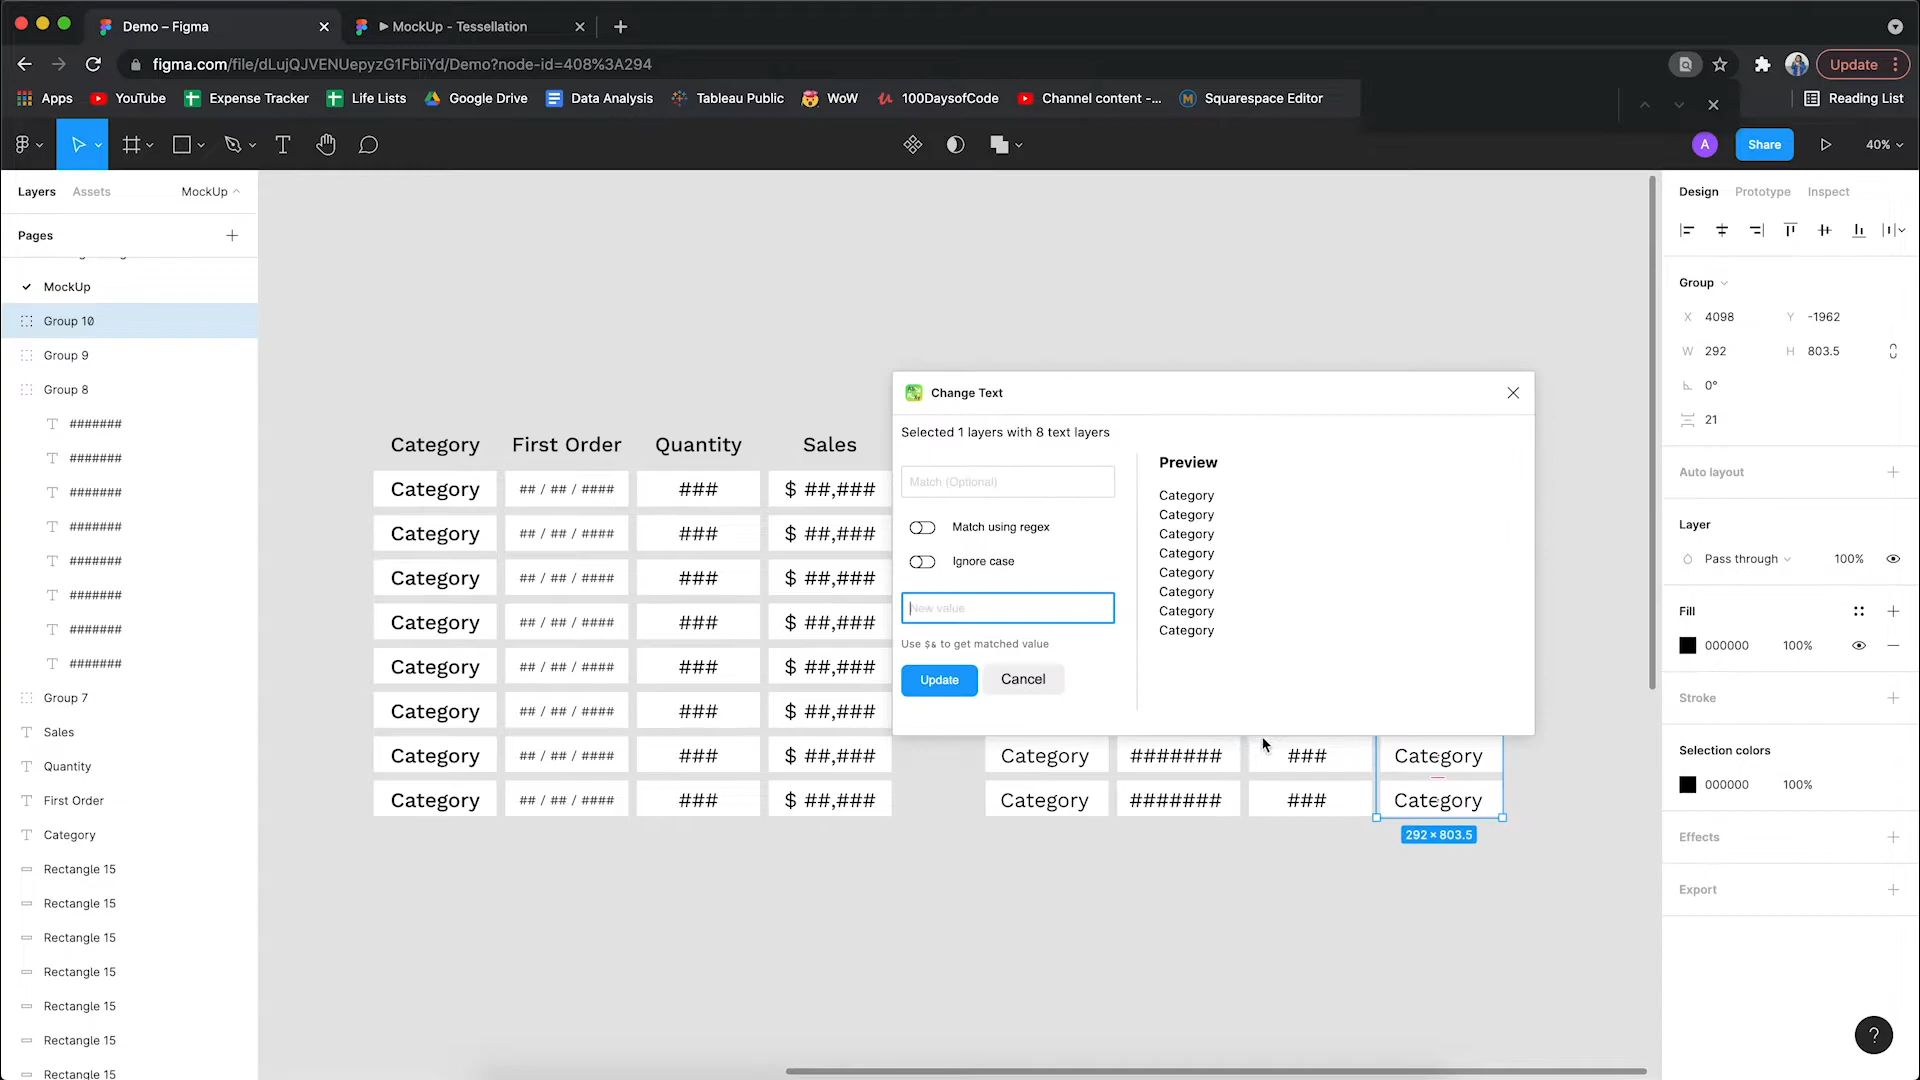 Demo – Figma
MockUp - Tessellation
figma.com/file/dLujQJVENUepyzG1FbiiYd/Demo?node-id=408%3A294
Update
Apps
YouTube
Expense Tracker
Life Lists
Google Drive
Data Analysis
Tableau Public
WoW
100DaysofCode
Channel content -...
Squarespace Editor
Reading List
A
Share
40%
Layers
Assets
MockUp
Pages
MockUp
Group 10
Group 9
Group 8
#######
#######
#######
#######
#######
#######
#######
#######
Group 7
Sales
Quantity
First Order
Category
Rectangle 15
Rectangle 15
Rectangle 15
Rectangle 15
Rectangle 15
Rectangle 15
Rectangle 15
Category First Order Quantity Sales
Category ## / ## / #### ### $ ##,###
Category ## / ## / #### ### $ ##,###
Category ## / ## / #### ### $ ##,###
Category ## / ## / #### ### $ ##,###
Category ## / ## / #### ### $ ##,###
Category ## / ## / #### ### $ ##,###
Category ## / ## / #### ### $ ##,###
Category ## / ## / #### ### $ ##,###
Change Text
Selected 1 layers with 8 text layers
Match (Optional)
Match using regex
Ignore case
New value
Use $& to get matched value
Update
Cancel
Preview
Category
Category
Category
Category
Category
Category
Category
Category
Category ####### ### Category
Category ####### ### Category
292 × 803.5
Design
Prototype
Inspect
Group
X 4098 Y -1962
W 292 H 803.5
0°
21
Auto layout
Layer
Pass through 100%
Fill
000000 100%
Stroke
Selection colors
000000 100%
Effects
Export
?